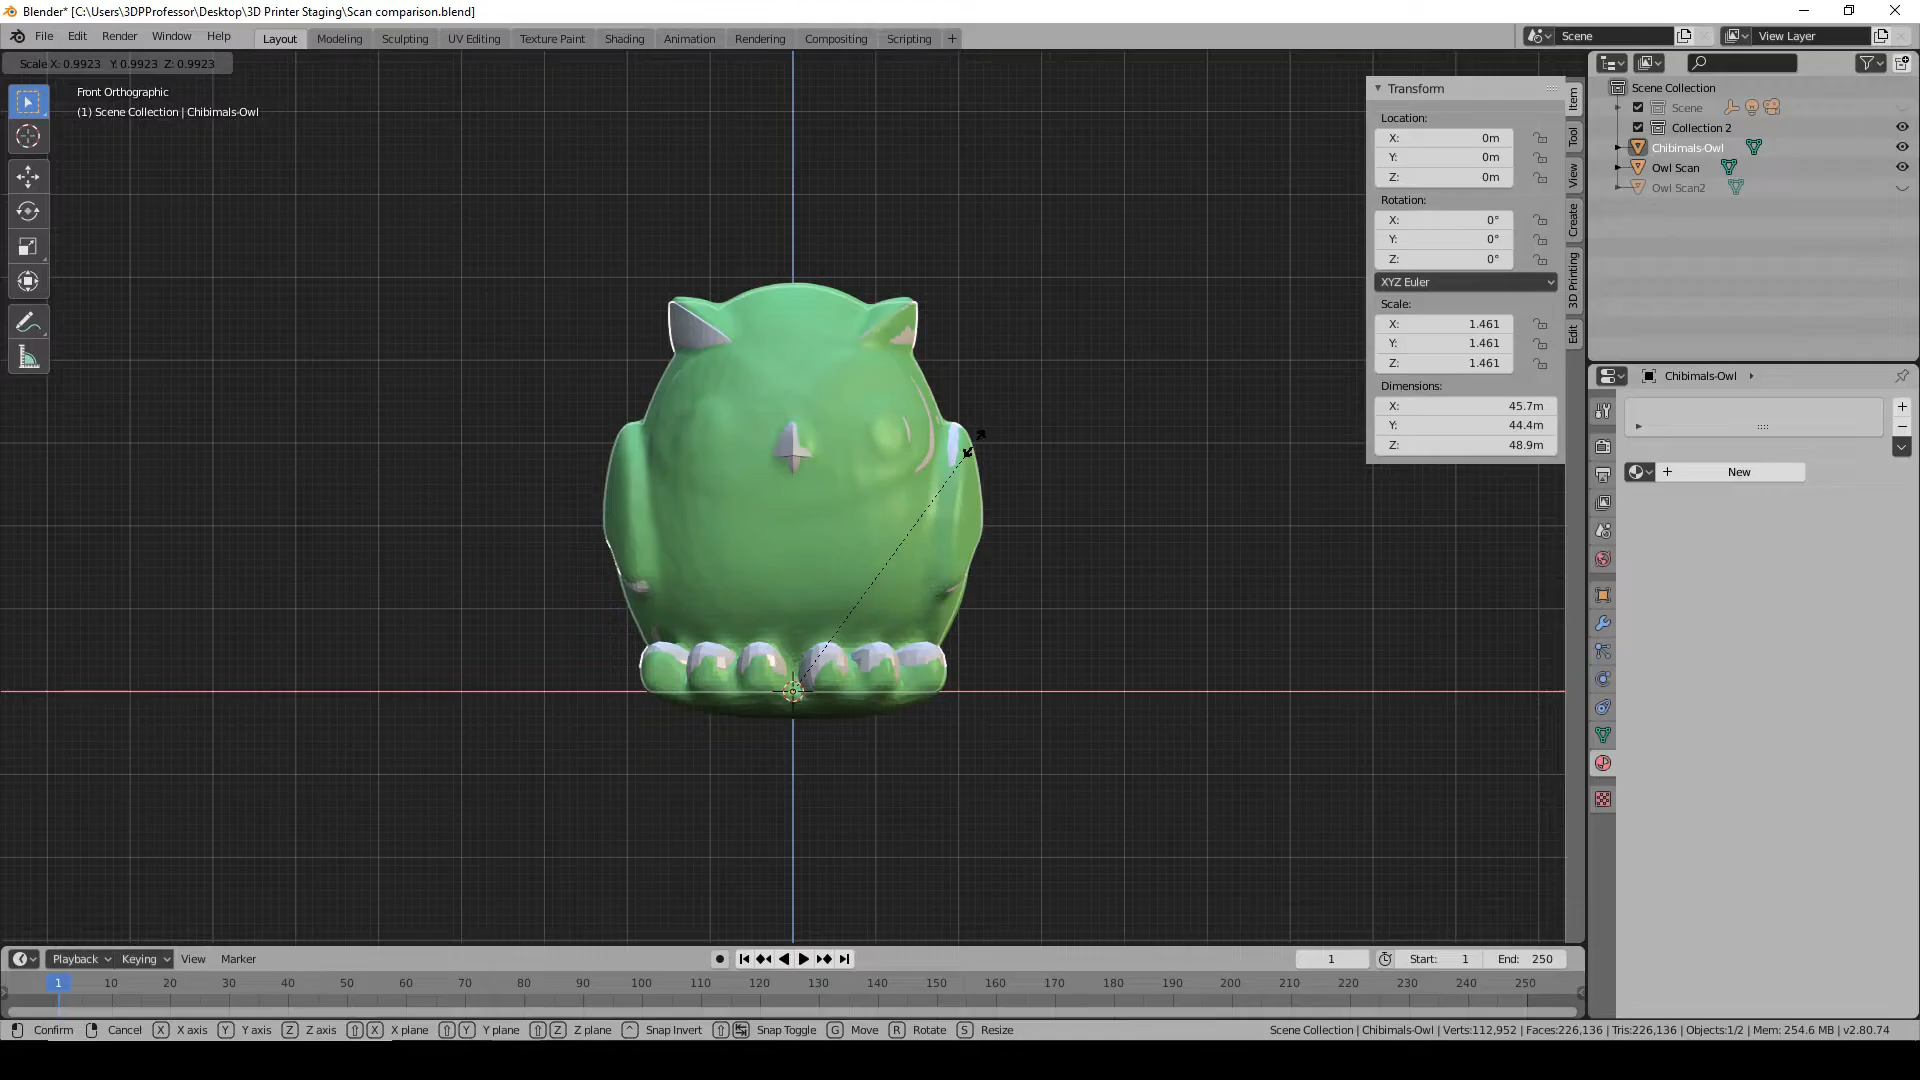 Blender* [C:\Users\3DPProfessor\Desktop\3D Printer Staging\Scan comparison.blend]
File Edit Render Window Help
Layout Modeling Sculpting UV Editing Texture Paint Shading Animation Rendering Compositing Scripting +
Scene
View Layer
Scale X: 0.9923 Y: 0.9923 Z: 0.9923
Front Orthographic
(1) Scene Collection | Chibimals-Owl
Transform
Location:
X: 0m
Y: 0m
Z: 0m
Rotation:
X: 0°
Y: 0°
Z: 0°
XYZ Euler
Scale:
X: 1.461
Y: 1.461
Z: 1.461
Dimensions:
X: 45.7m
Y: 44.4m
Z: 48.9m
Item
Tool
View
Create
3D Printing
Edit
Scene Collection
Scene
Collection 2
Chibimals-Owl
Owl Scan
Owl Scan2
Chibimals-Owl
+ New
Playback Keying View Marker
1
Start: 1
End: 250
1 10 20 30 40 50 60 70 80 90 100 110 120 130 140 150 160 170 180 190 200 210 220 230 240 250
Confirm Cancel X X axis Y Y axis Z Z axis X X plane Y Y plane Z Z plane ^ Snap Invert Snap Toggle G Move R Rotate S Resize
Scene Collection | Chibimals-Owl | Verts:112,952 | Faces:226,136 | Tris:226,136 | Objects:1/2 | Mem: 254.6 MB | v2.80.74